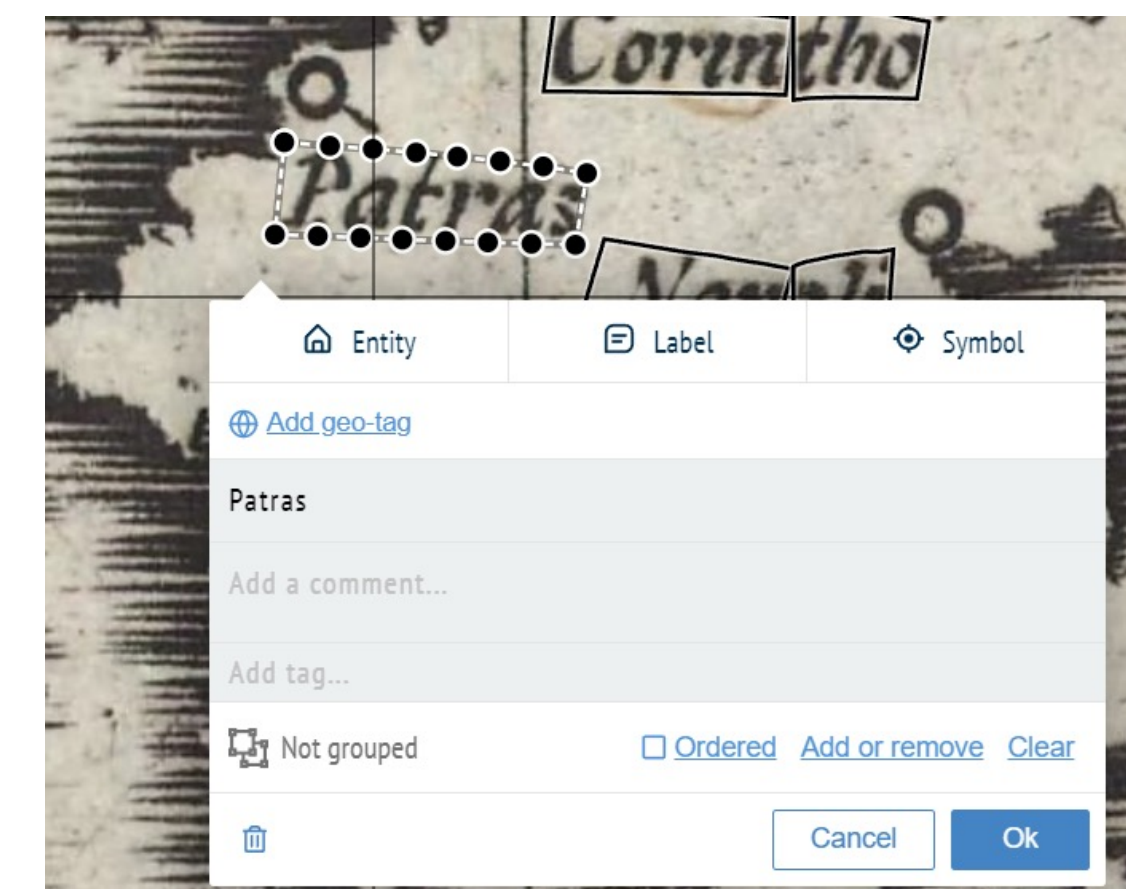 Corintho
Patras
Napoli
Entity Label Symbol
Add geo-tag
Patras
Add a comment...
Add tag...
Not grouped Ordered Add or remove Clear
Cancel Ok